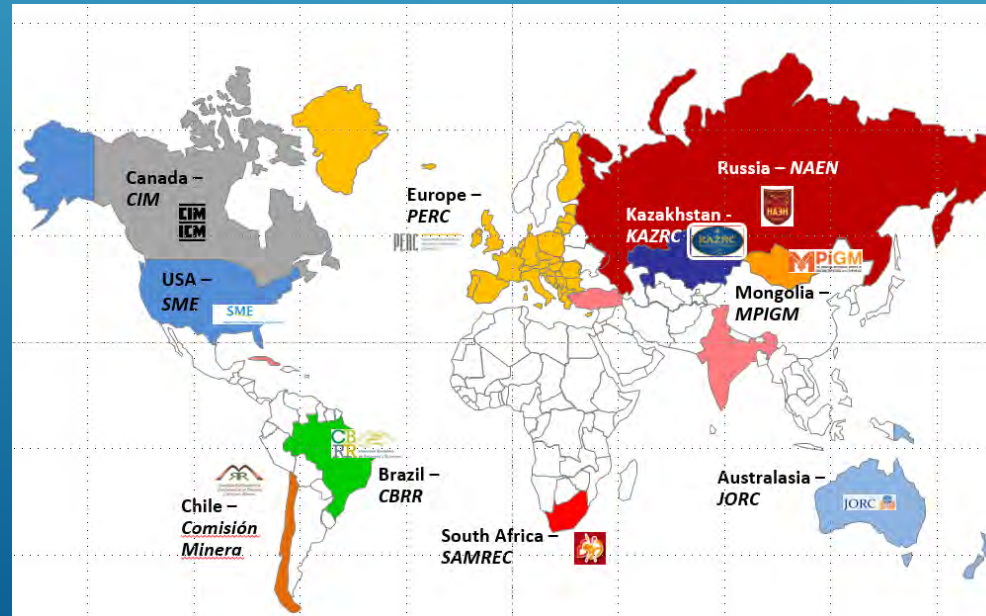 Canada –
CIM
CIM
ICM
USA –
SME
SME
Europe –
PERC
PERC
Russia – NAEN
НАЭН
Kazakhstan -
KAZRC
KAZRC
MPIGM
Mongolia –
MPIGM
CB
RR
Brazil –
CBRR
Chile –
Comisión
Minera
South Africa –
SAMREC
Australasia –
JORC
JORC